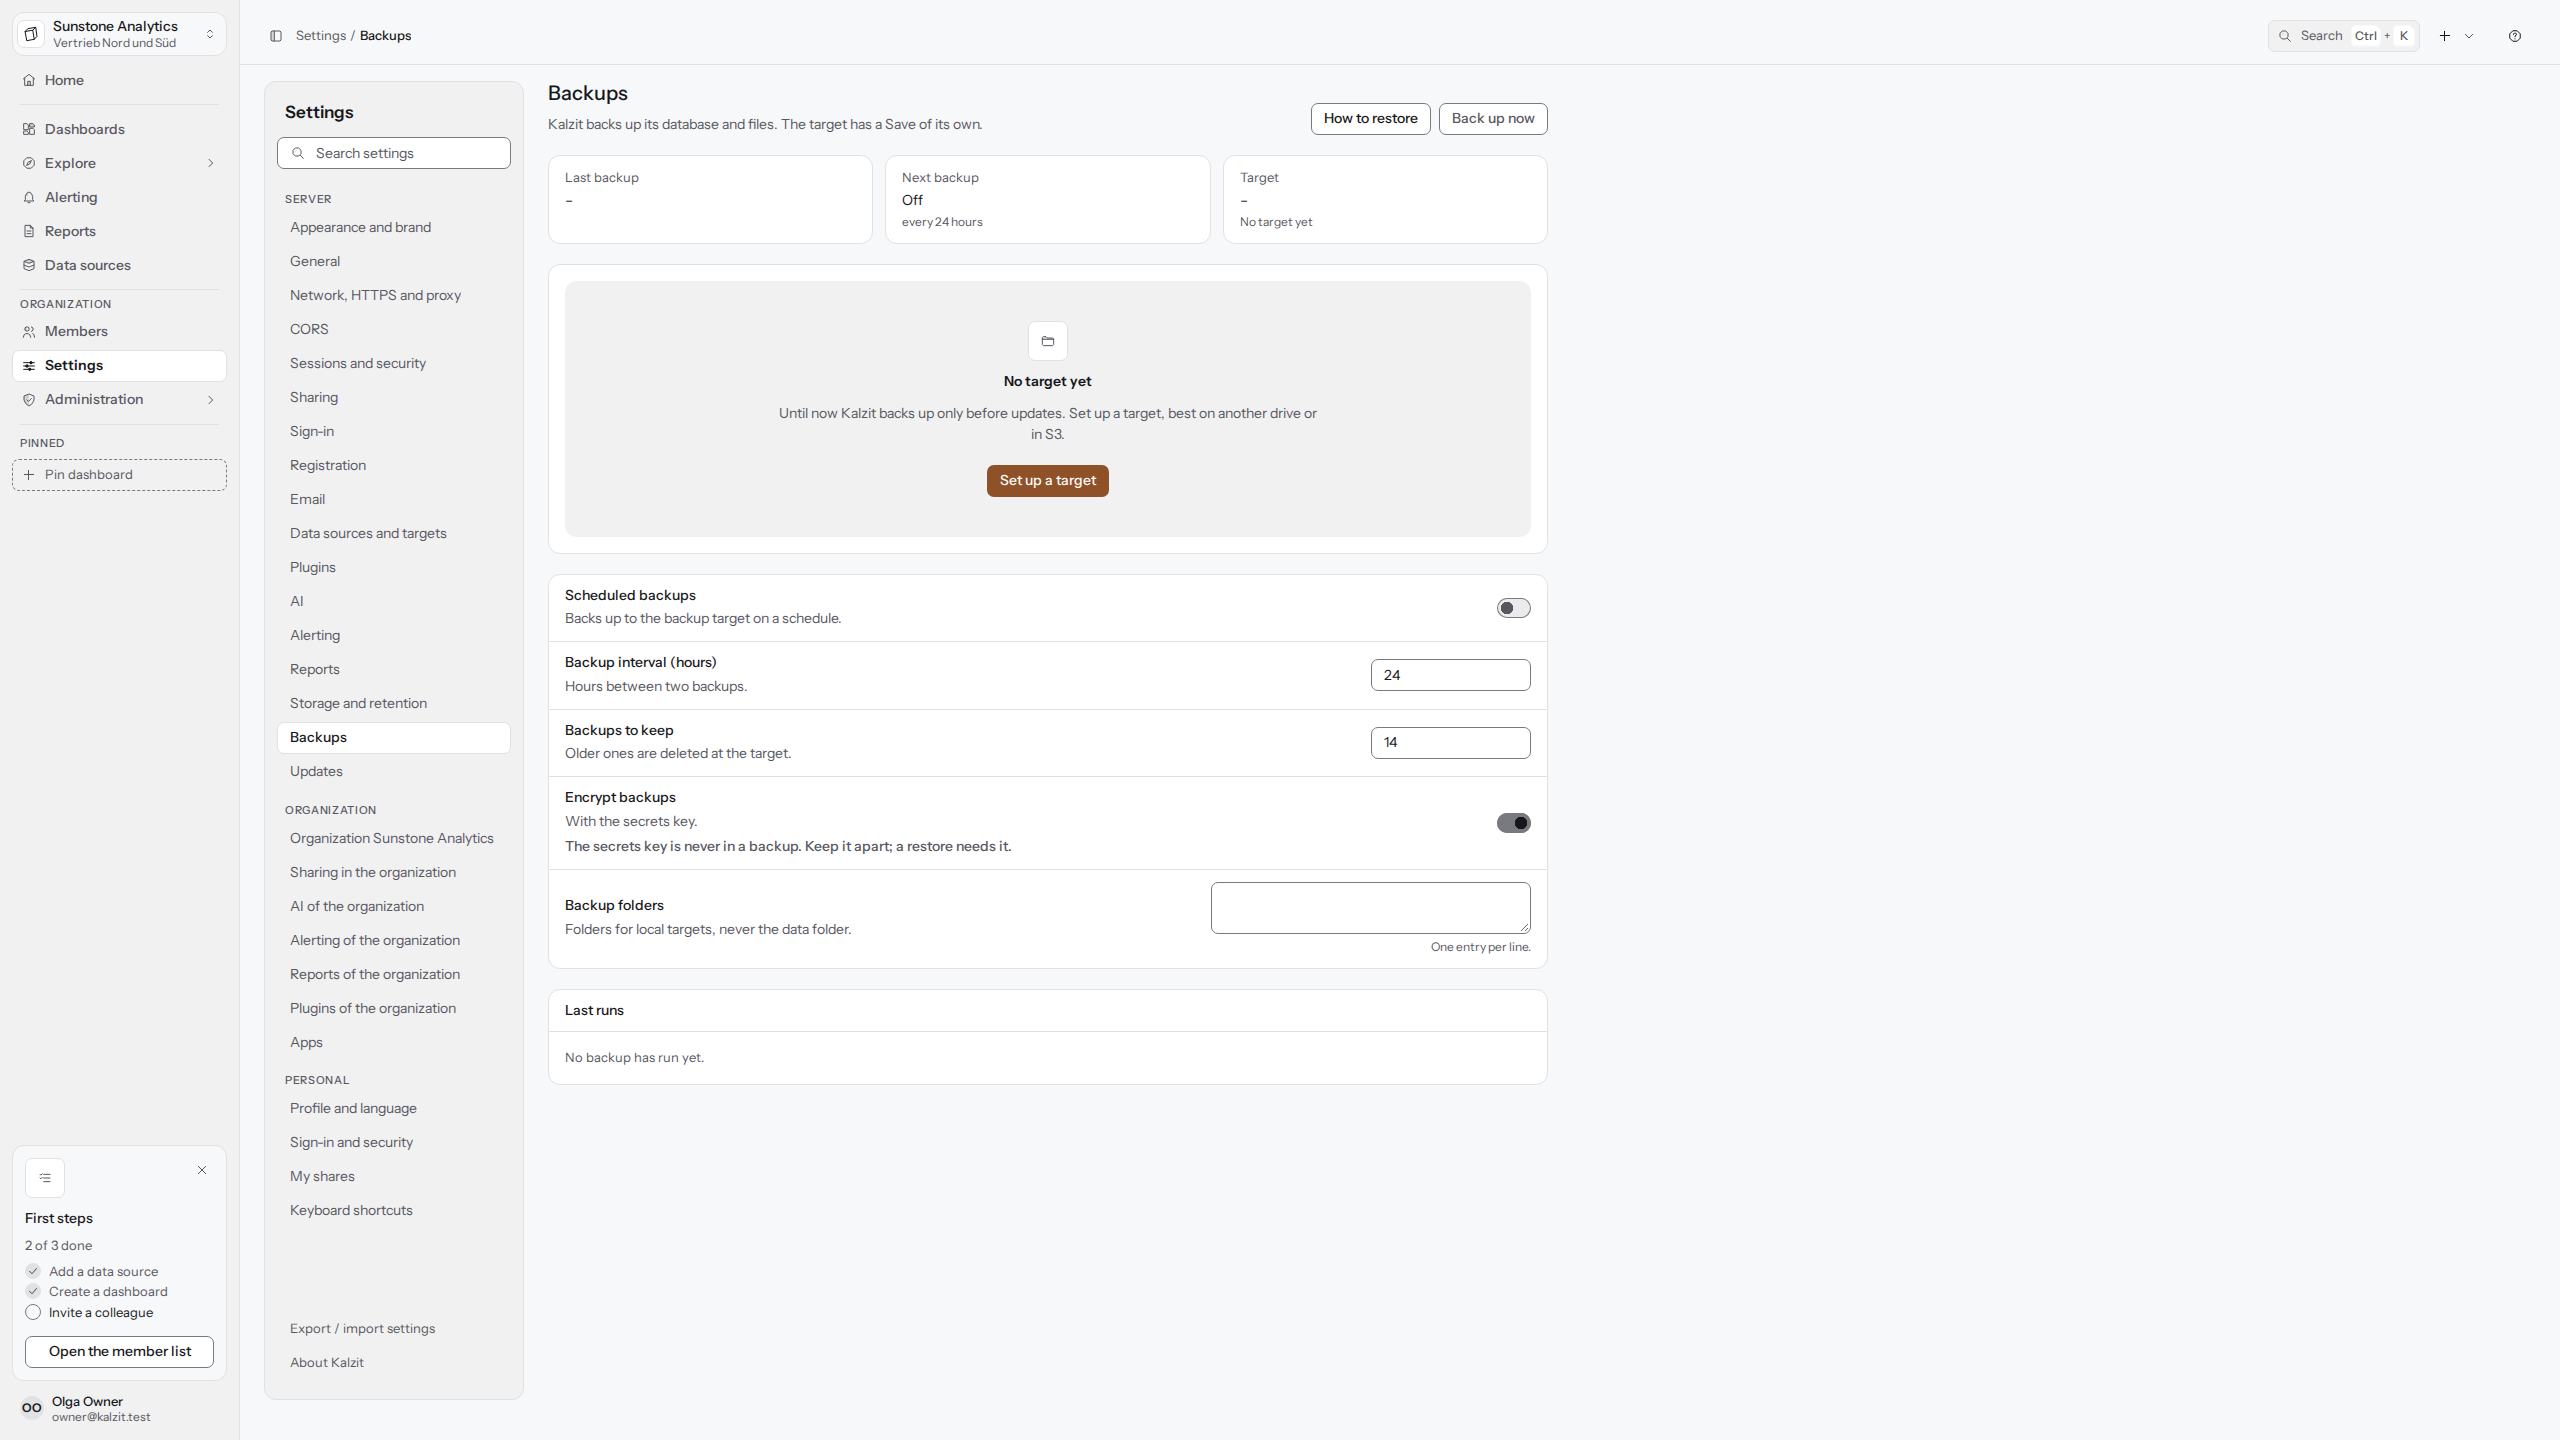 Sunstone Analytics
Vertrieb Nord und Süd
Home
Dashboards
Explore
Alerting
Reports
Data sources
ORGANIZATION
Members
Settings
Administration
PINNED
Pin dashboard
First steps
2 of 3 done
Add a data source
Create a dashboard
Invite a colleague
Open the member list
OO
Olga Owner
owner@kalzit.test
Settings / Backups
Search Ctrl + K
Settings
Search settings
SERVER
Appearance and brand
General
Network, HTTPS and proxy
CORS
Sessions and security
Sharing
Sign-in
Registration
Email
Data sources and targets
Plugins
AI
Alerting
Reports
Storage and retention
Backups
Updates
ORGANIZATION
Organization Sunstone Analytics
Sharing in the organization
AI of the organization
Alerting of the organization
Reports of the organization
Plugins of the organization
Apps
PERSONAL
Profile and language
Sign-in and security
My shares
Keyboard shortcuts
Export / import settings
About Kalzit
Backups
Kalzit backs up its database and files. The target has a Save of its own.
How to restore
Back up now
Last backup
–
Next backup
Off
every 24 hours
Target
–
No target yet
No target yet
Until now Kalzit backs up only before updates. Set up a target, best on another drive or
in S3.
Set up a target
Scheduled backups
Backs up to the backup target on a schedule.
Backup interval (hours)
Hours between two backups.
24
Backups to keep
Older ones are deleted at the target.
14
Encrypt backups
With the secrets key.
The secrets key is never in a backup. Keep it apart; a restore needs it.
Backup folders
Folders for local targets, never the data folder.
One entry per line.
Last runs
No backup has run yet.